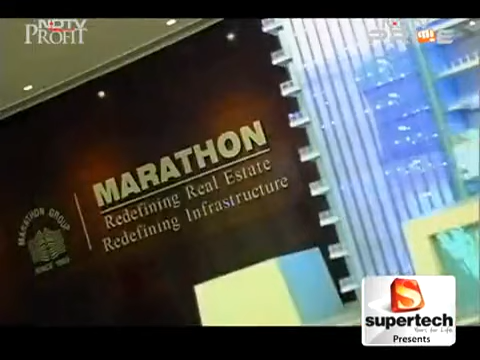 NDTV
PROFIT
MARATHON
Redefining Real Estate
Redefining Infrastructure
MARATHON GROUP
supertech
Presents